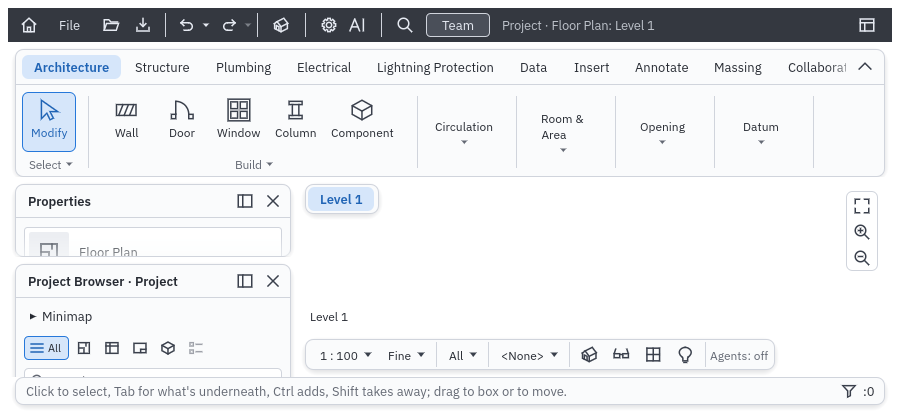 File
AI
Team
Project · Floor Plan: Level 1
Architecture Structure Plumbing Electrical Lightning Protection Data Insert Annotate Massing Collaborat
Modify Wall Door Window Column Component Circulation Room & Area Opening Datum
Select Build
Properties
Floor Plan
Project Browser · Project
Minimap
All
Level 1
Level 1
1 : 100 Fine All <None> Agents: off
Click to select, Tab for what's underneath, Ctrl adds, Shift takes away; drag to box or to move.
:0